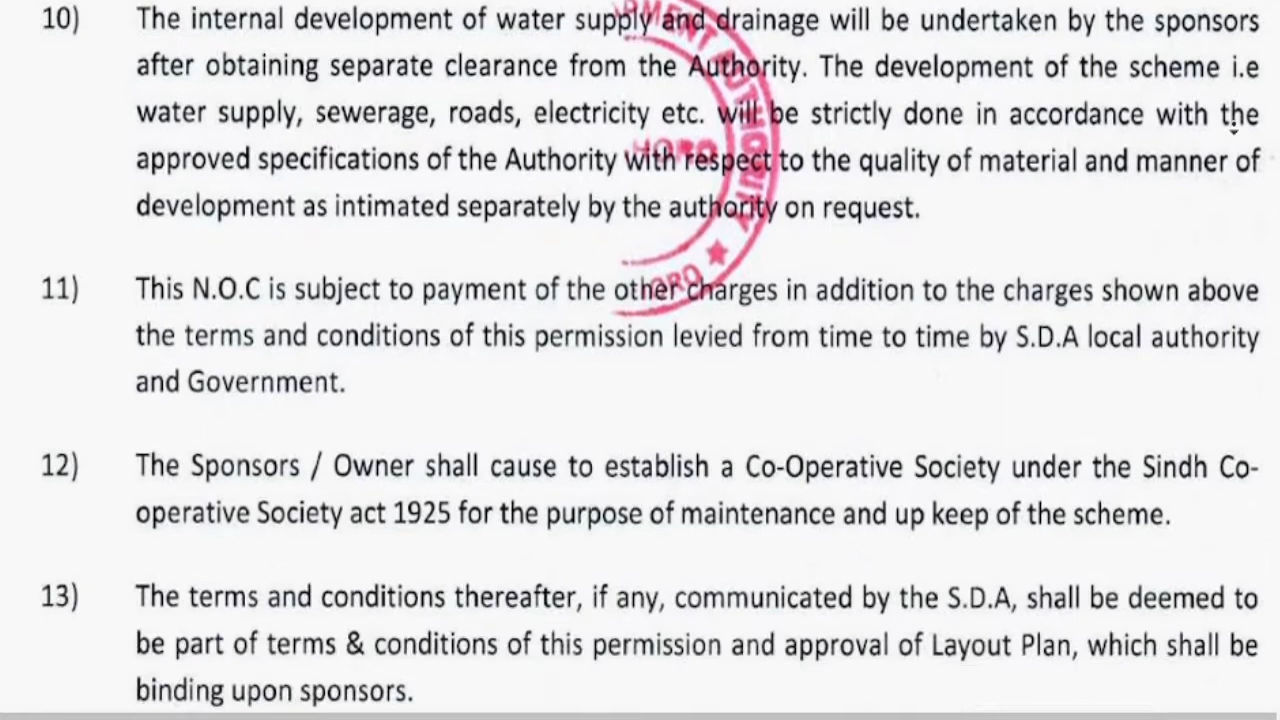 10) The internal development of water supply and drainage will be undertaken by the sponsors
after obtaining separate clearance from the Authority. The development of the scheme i.e
water supply, sewerage, roads, electricity etc. will be strictly done in accordance with the
approved specifications of the Authority with respect to the quality of material and manner of
development as intimated separately by the authority on request.
11) This N.O.C is subject to payment of the other charges in addition to the charges shown above
the terms and conditions of this permission levied from time to time by S.D.A local authority
and Government.
12) The Sponsors / Owner shall cause to establish a Co-Operative Society under the Sindh Co-
operative Society act 1925 for the purpose of maintenance and up keep of the scheme.
13) The terms and conditions thereafter, if any, communicated by the S.D.A, shall be deemed to
be part of terms & conditions of this permission and approval of Layout Plan, which shall be
binding upon sponsors.
AUTHORITY